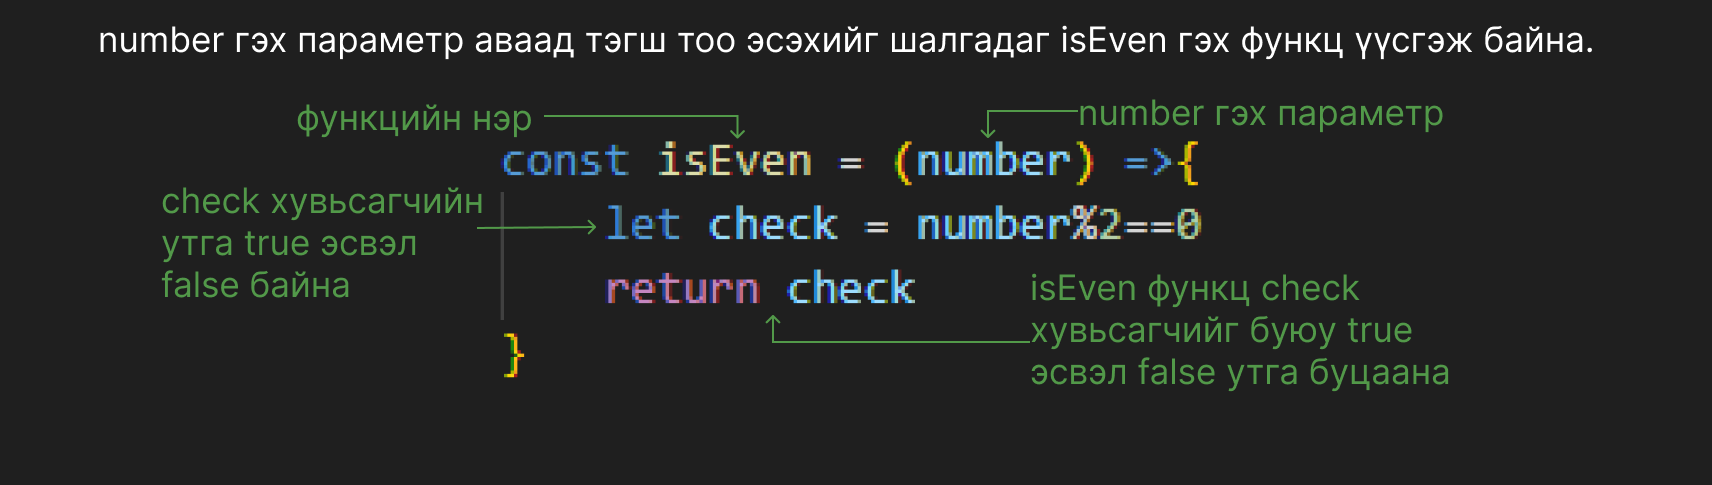 number гэх параметр аваад тэгш тоо эсэхийг шалгадаг isEven гэх функц үүсгэж байна.
функцийн нэр
number гэх параметр
const isEven = (number) =>{
check хувьсагчийн
утга true эсвэл
false байна
let check = number%2==0
return check
isEven функц check
хувьсагчийг буюу true
эсвэл false утга буцаана
}